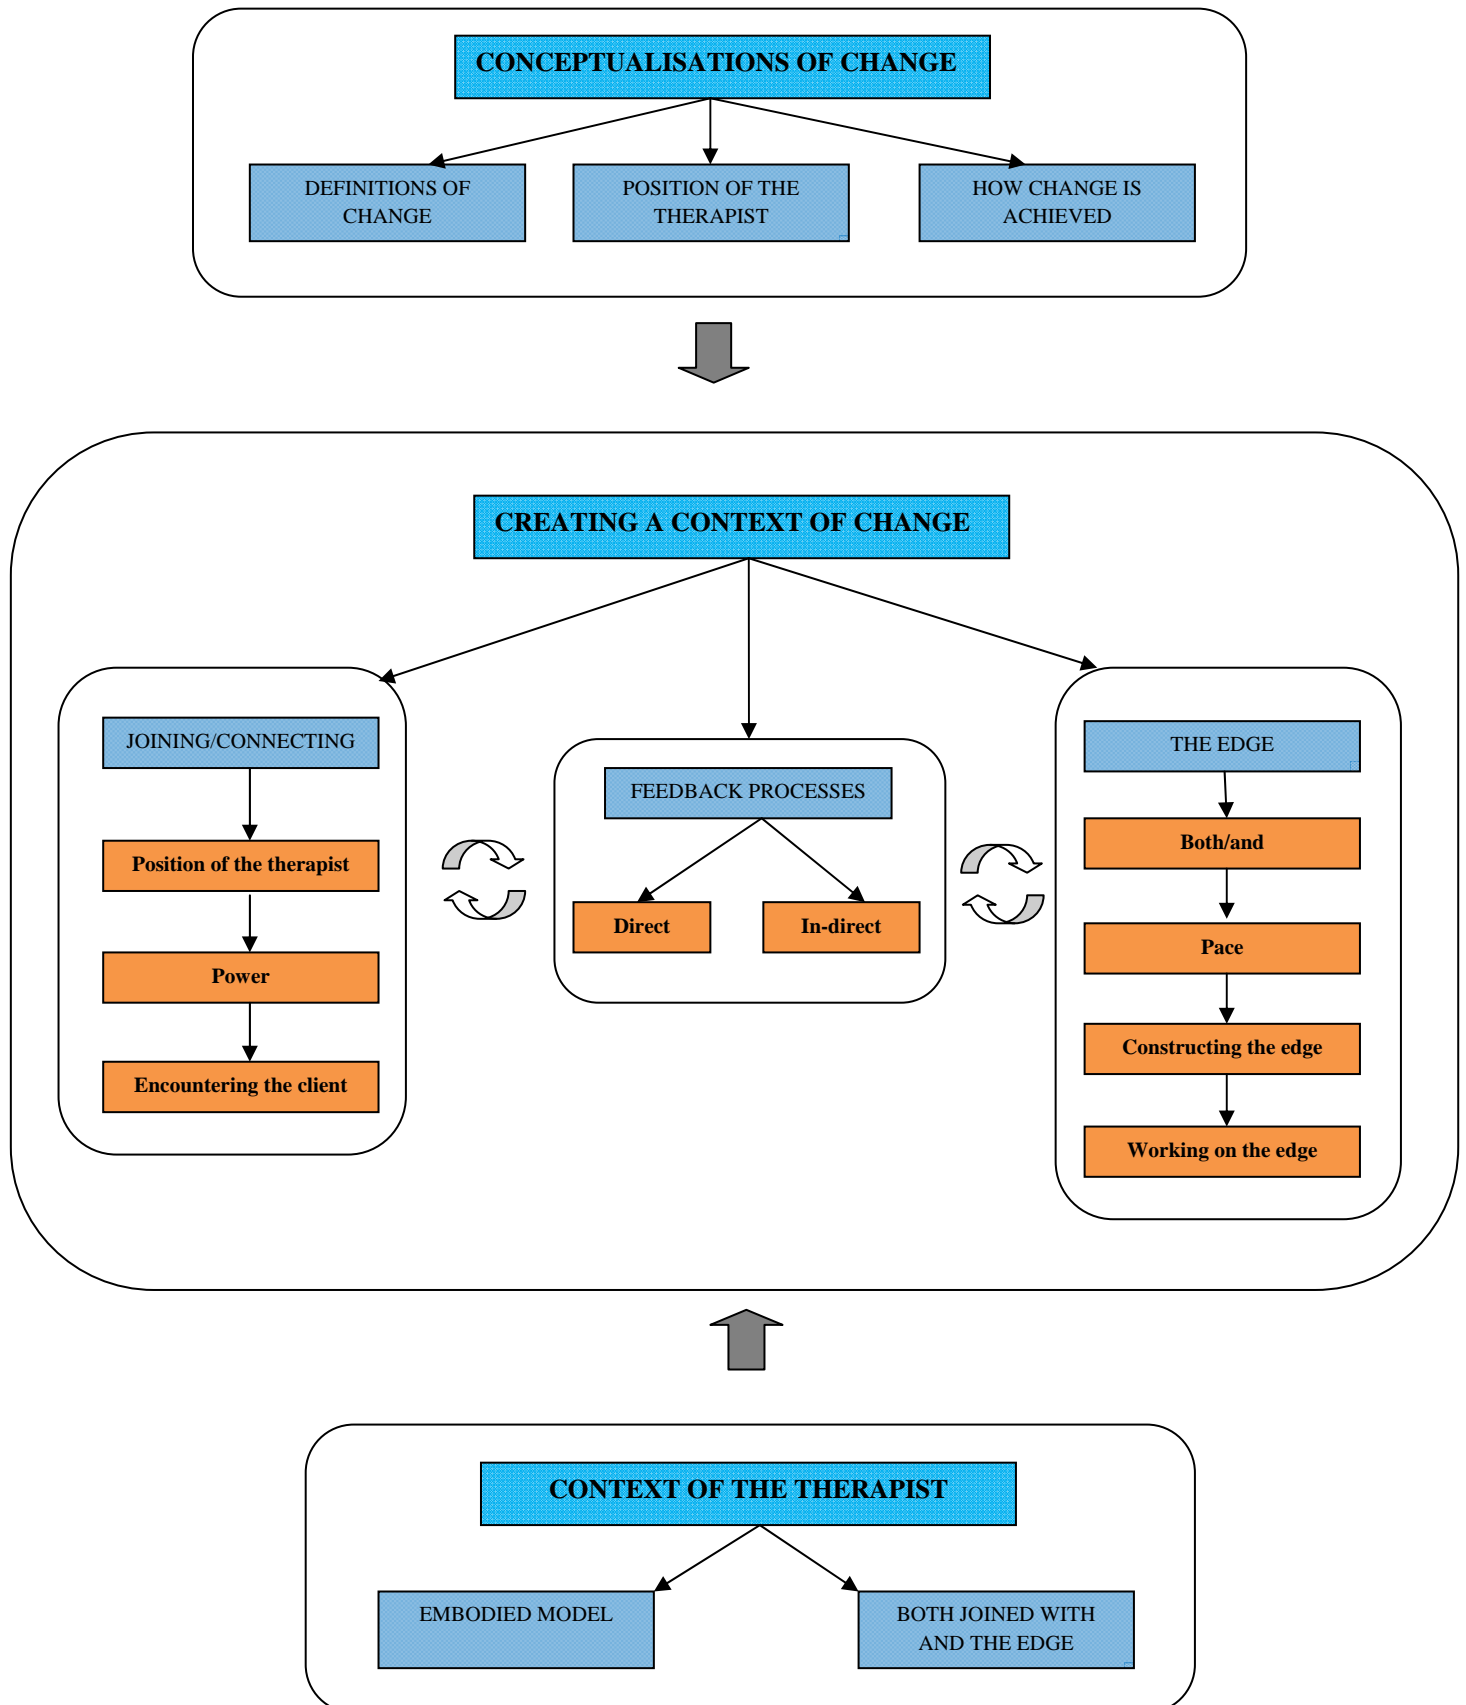 CONCEPTUALISATIONS OF CHANGE
DEFINITIONS OF
CHANGE
POSITION OF THE
THERAPIST
HOW CHANGE IS
ACHIEVED
CREATING A CONTEXT OF CHANGE
JOINING/CONNECTING
Position of the therapist
Power
Encountering the client
FEEDBACK PROCESSES
Direct
In-direct
THE EDGE
Both/and
Pace
Constructing the edge
Working on the edge
CONTEXT OF THE THERAPIST
EMBODIED MODEL
BOTH JOINED WITH
AND THE EDGE